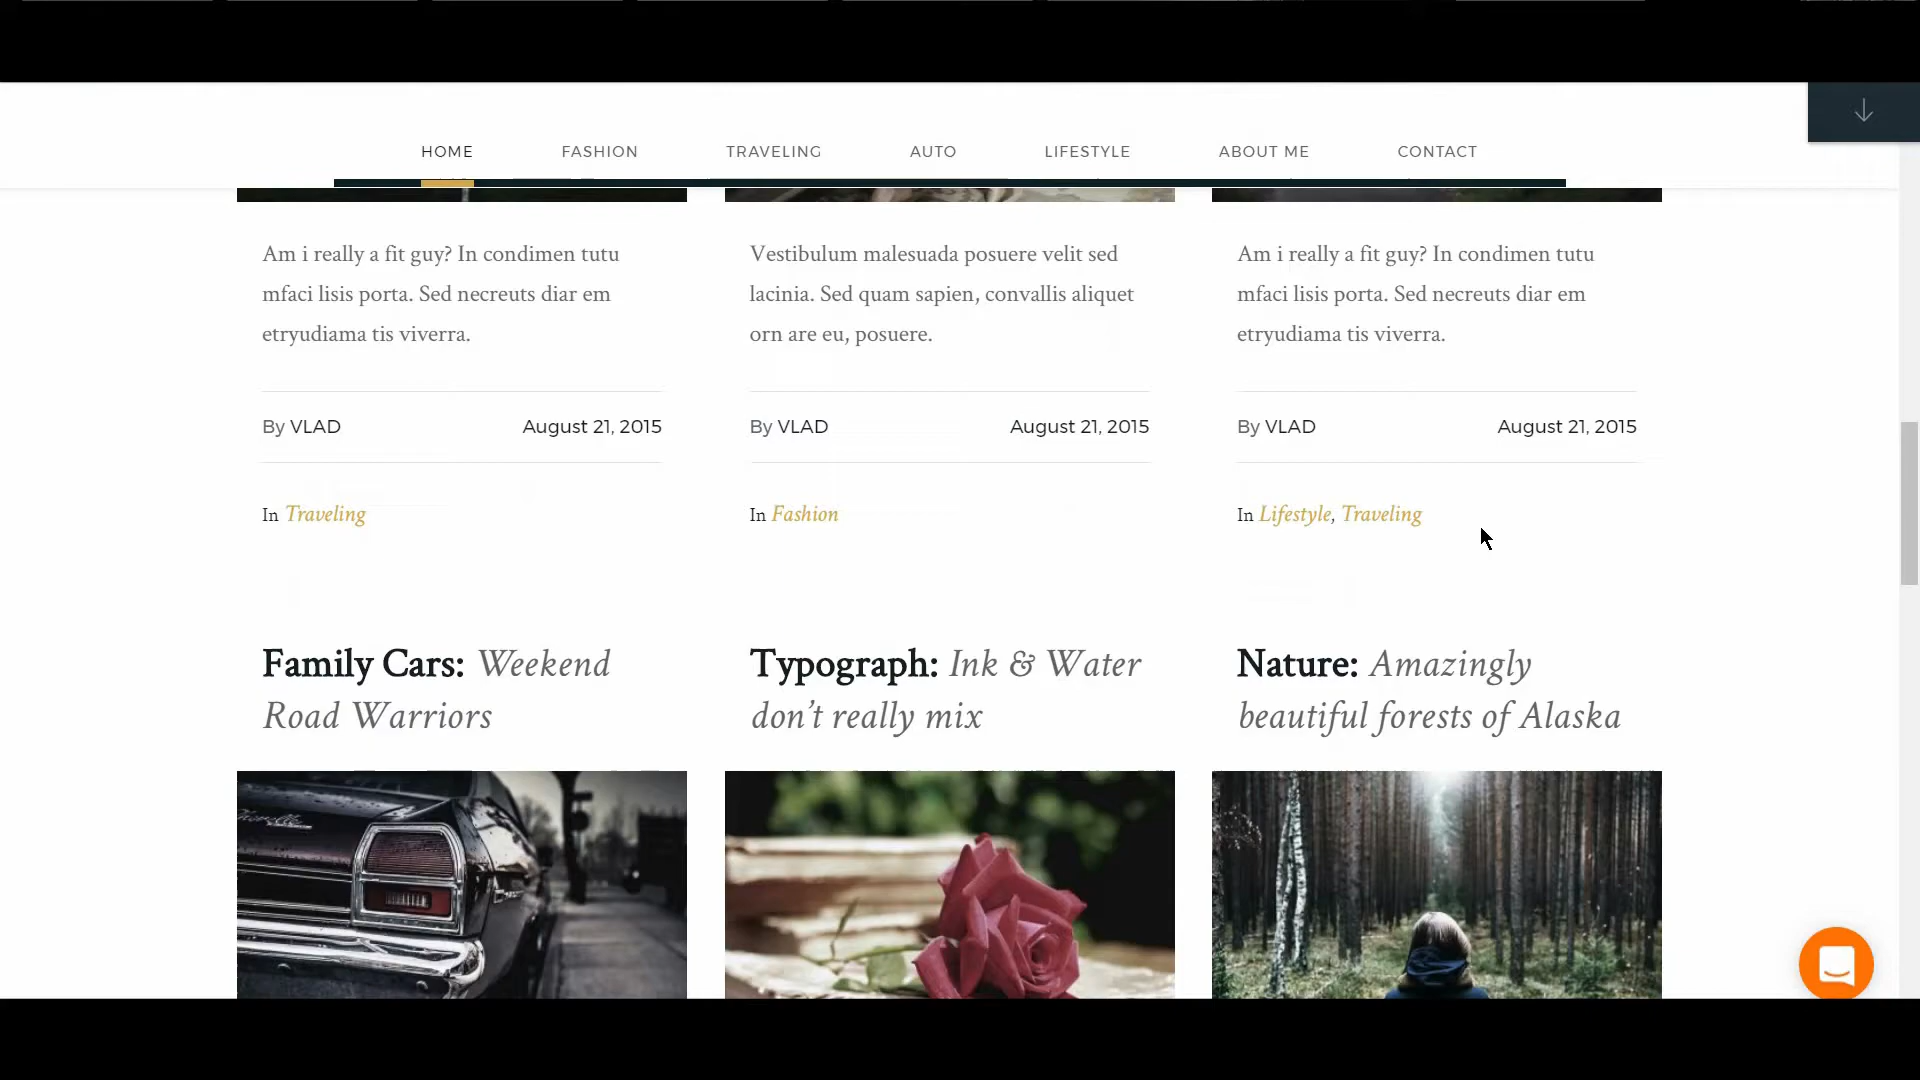 HOME FASHION TRAVELING AUTO LIFESTYLE ABOUT ME CONTACT
Am i really a fit guy? In condimen tutu
mfaci lisis porta. Sed necreuts diar em
etryudiama tis viverra.
By VLAD August 21, 2015
In Traveling
Vestibulum malesuada posuere velit sed
lacinia. Sed quam sapien, convallis aliquet
orn are eu, posuere.
By VLAD August 21, 2015
In Fashion
Am i really a fit guy? In condimen tutu
mfaci lisis porta. Sed necreuts diar em
etryudiama tis viverra.
By VLAD August 21, 2015
In Lifestyle, Traveling
Family Cars: Weekend
Road Warriors
Typograph: Ink & Water
don’t really mix
Nature: Amazingly
beautiful forests of Alaska